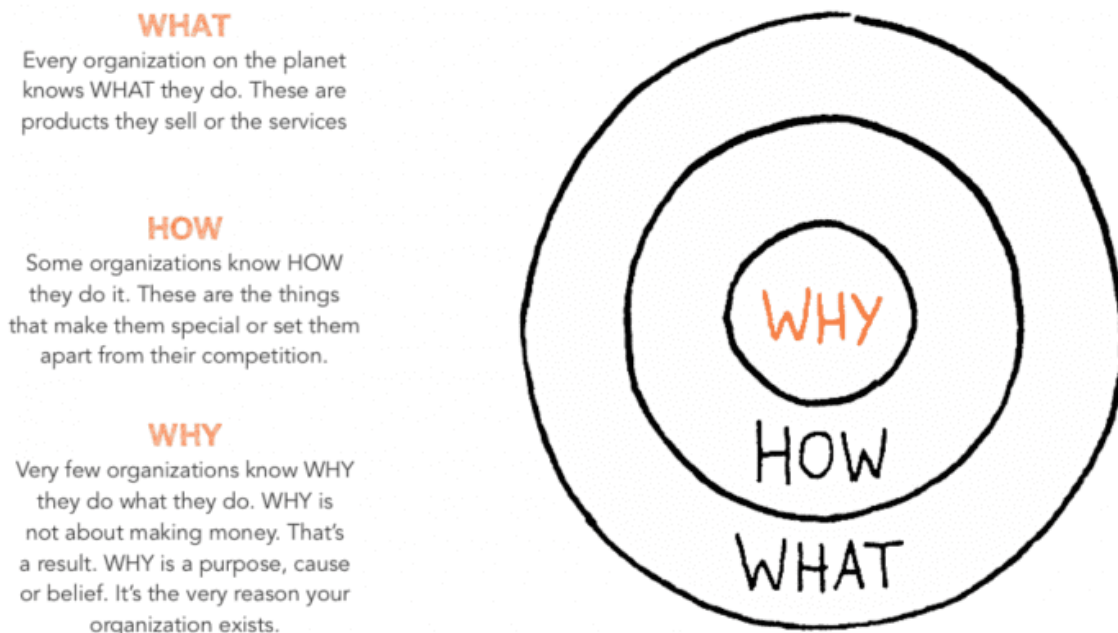 WHAT
Every organization on the planet
knows WHAT they do. These are
products they sell or the services
HOW
Some organizations know HOW
they do it. These are the things
that make them special or set them
apart from their competition.
WHY
Very few organizations know WHY
they do what they do. WHY is
not about making money. That's
a result. WHY is a purpose, cause
or belief. It's the very reason your
organization exists.
WHY
HOW
WHAT